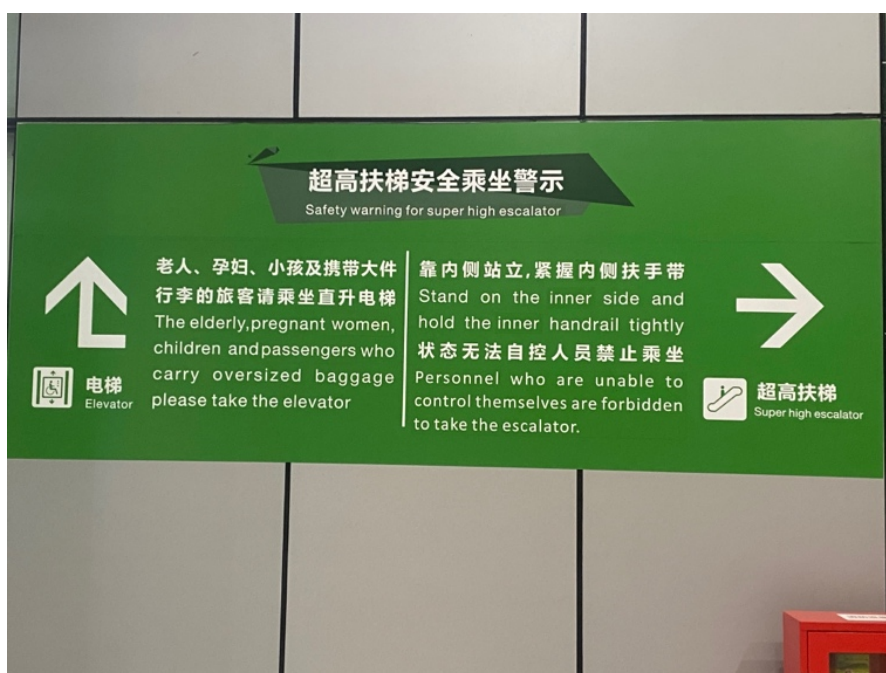 超高扶梯安全乘坐警示
Safety warning for super high escalator
老人、孕妇、小孩及携带大件
行李的旅客请乘坐直升电梯
The elderly,pregnant women,
children and passengers who
carry oversized baggage
please take the elevator
电梯
Elevator
靠内侧站立,紧握内侧扶手带
Stand on the inner side and
hold the inner handrail tightly
状态无法自控人员禁止乘坐
Personnel who are unable to
control themselves are forbidden
to take the escalator.
超高扶梯
Super high escalator